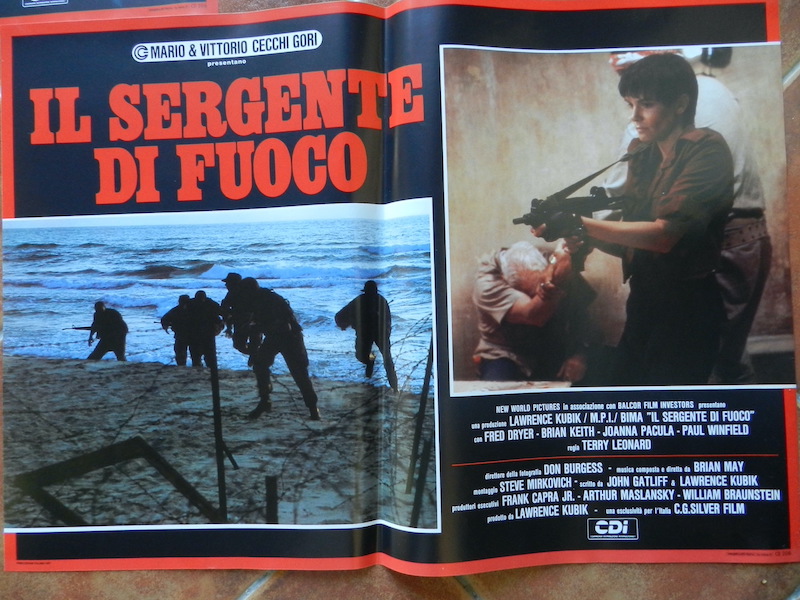 MARIO & VITTORIO CECCHI GORI
presentano
IL SERGENTE
DI FUOCO
NEW WORLD PICTURES in associazione con BALCOR FILM INVESTORS presentano
una produzione LAWRENCE KUBIK / M.P.I./ BIMA "IL SERGENTE DI FUOCO"
con FRED DRYER - BRIAN KEITH - JOANNA PACULA - PAUL WINFIELD
regia TERRY LEONARD
direttore della fotografia DON BURGESS - musica composta e diretta da BRIAN MAY
montaggio STEVE MIRKOVICH - scritto da JOHN GATLIFF & LAWRENCE KUBIK
produttori esecutivi FRANK CAPRA JR. - ARTHUR MASLANSKY - WILLIAM BRAUNSTEIN
prodotto da LAWRENCE KUBIK - una esclusività per l'Italia C.G. SILVER FILM
CDI